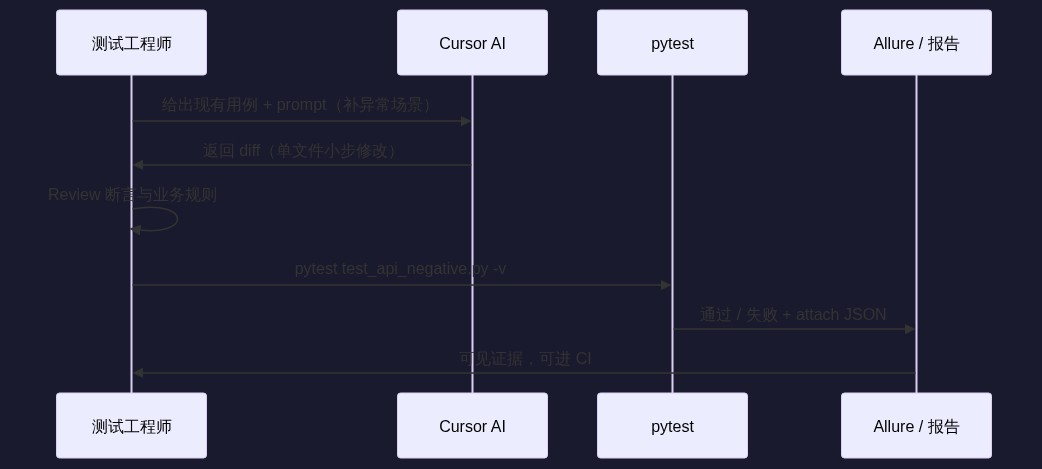 测试工程师
Cursor AI
pytest
Allure / 报告
给出现有用例 + prompt（补异常场景）
返回 diff（单文件小步修改）
Review 断言与业务规则
pytest test_api_negative.py -v
通过 / 失败 + attach JSON
可见证据，可进 CI
测试工程师
Cursor AI
pytest
Allure / 报告